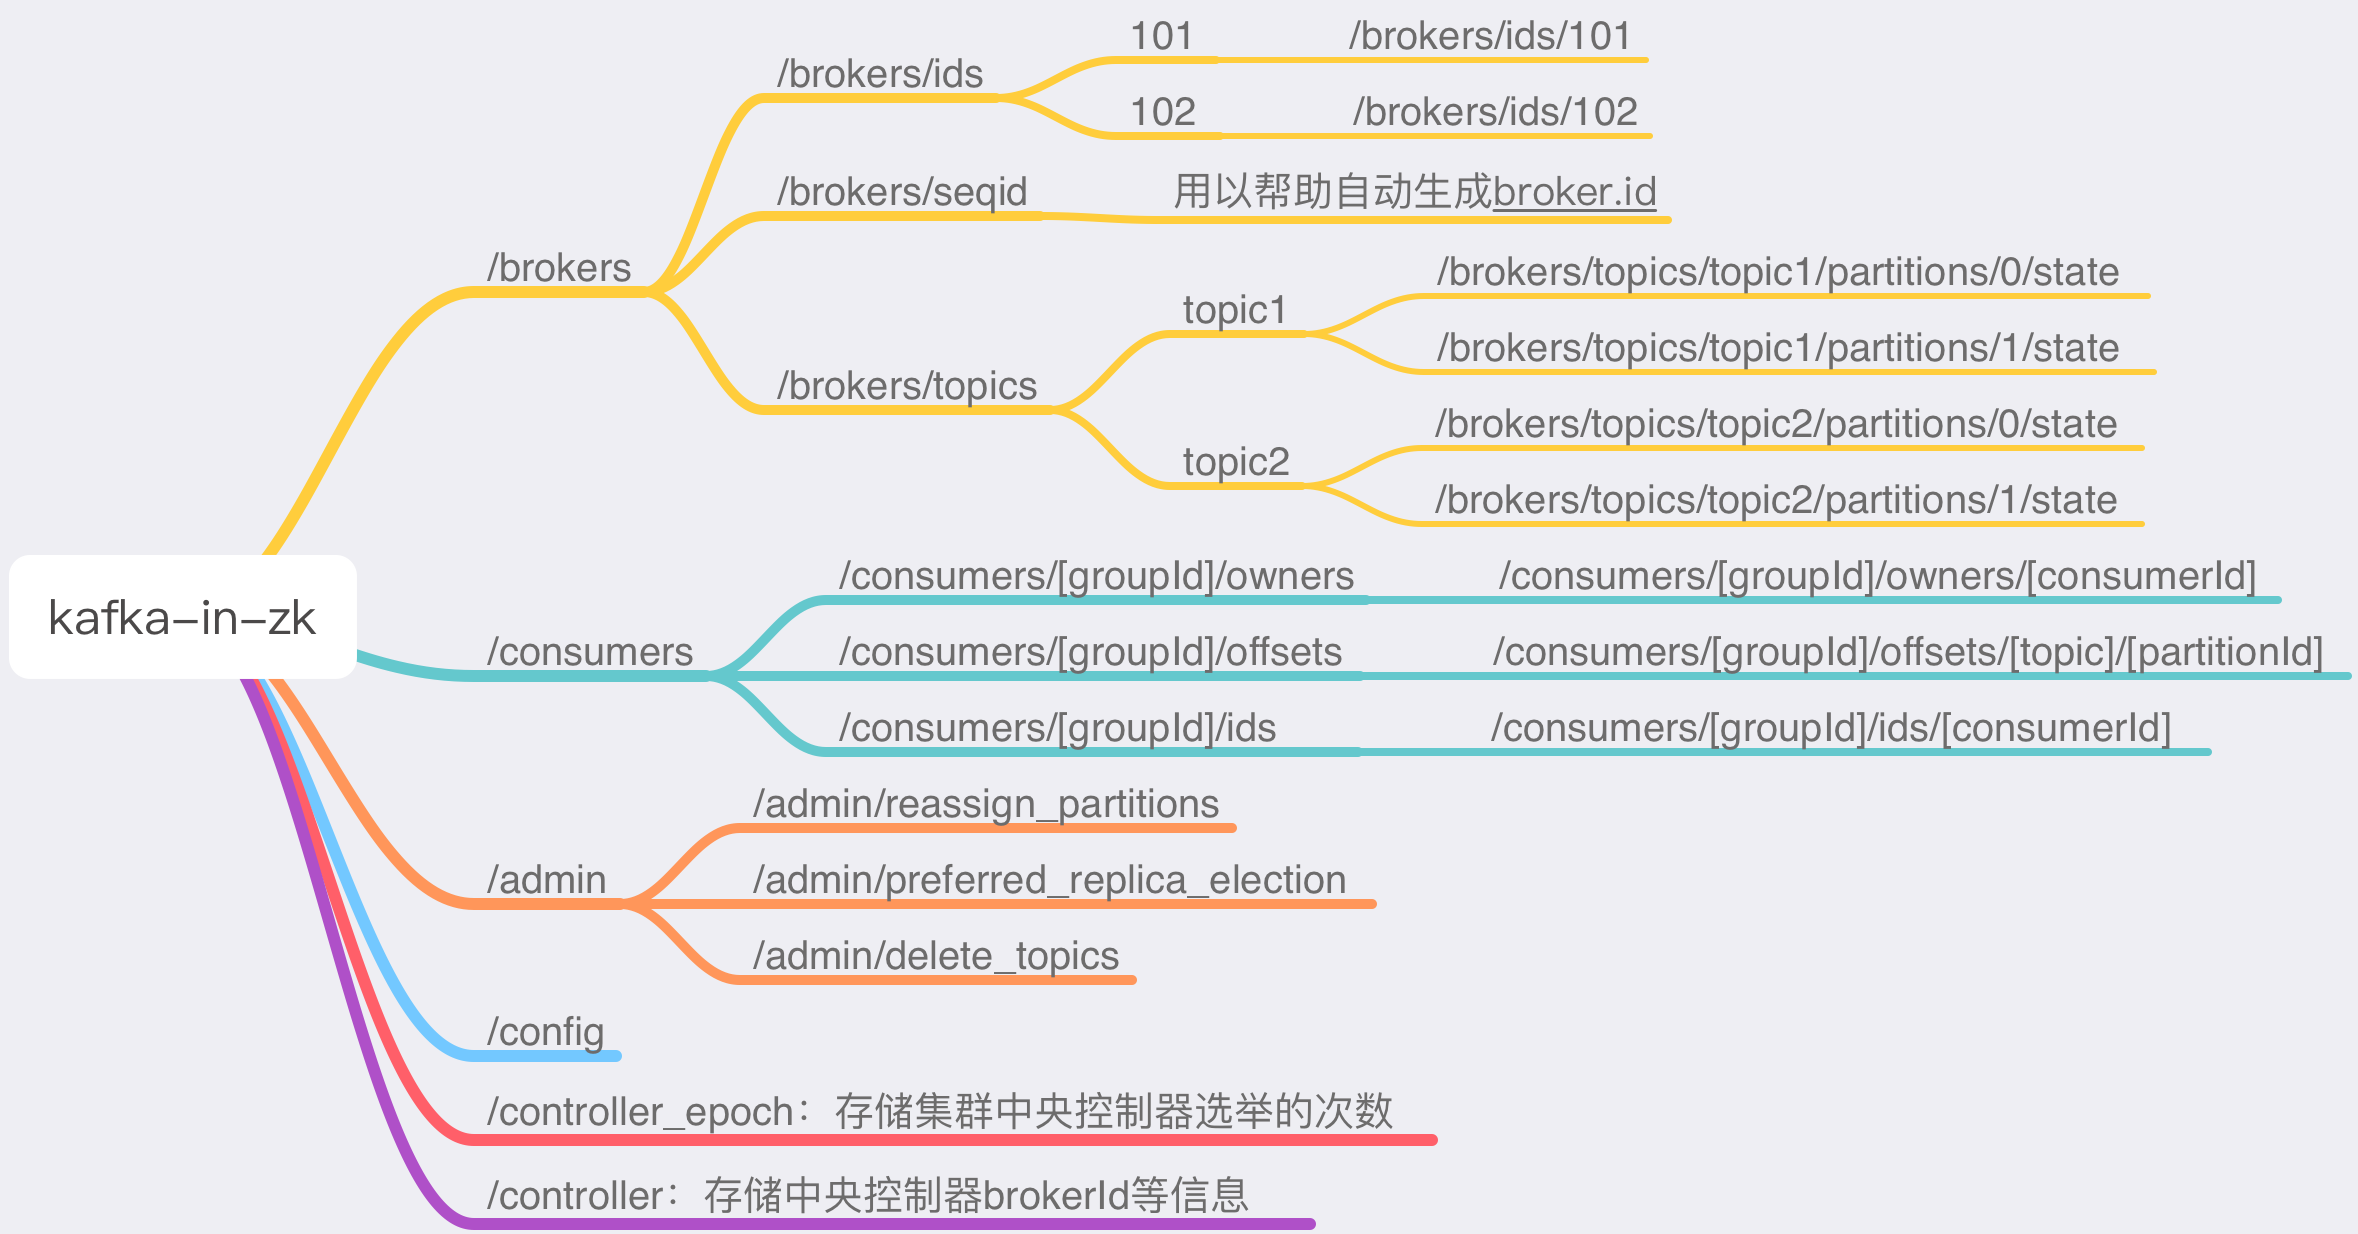 kafka-in-zk
/brokers
/brokers/ids
101
/brokers/ids/101
102
/brokers/ids/102
/brokers/seqid
用以帮助自动生成broker.id
/brokers/topics
topic1
/brokers/topics/topic1/partitions/0/state
/brokers/topics/topic1/partitions/1/state
topic2
/brokers/topics/topic2/partitions/0/state
/brokers/topics/topic2/partitions/1/state
/consumers
/consumers/[groupId]/owners
/consumers/[groupId]/owners/[consumerId]
/consumers/[groupId]/offsets
/consumers/[groupId]/offsets/[topic]/[partitionId]
/consumers/[groupId]/ids
/consumers/[groupId]/ids/[consumerId]
/admin
/admin/reassign_partitions
/admin/preferred_replica_election
/admin/delete_topics
/config
/controller_epoch：存储集群中央控制器选举的次数
/controller：存储中央控制器brokerId等信息